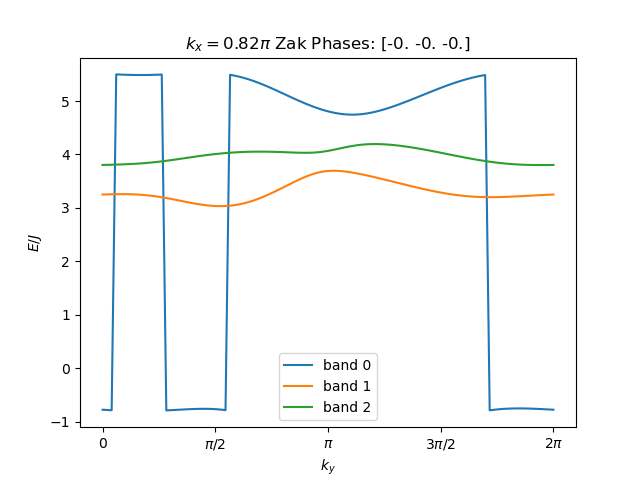 $k_x = 0.82\pi$ Zak Phases: [-0. -0. -0.]
E/J
5
4
3
2
1
0
−1
0
π/2
π
3π/2
2π
$k_y$
band 0
band 1
band 2